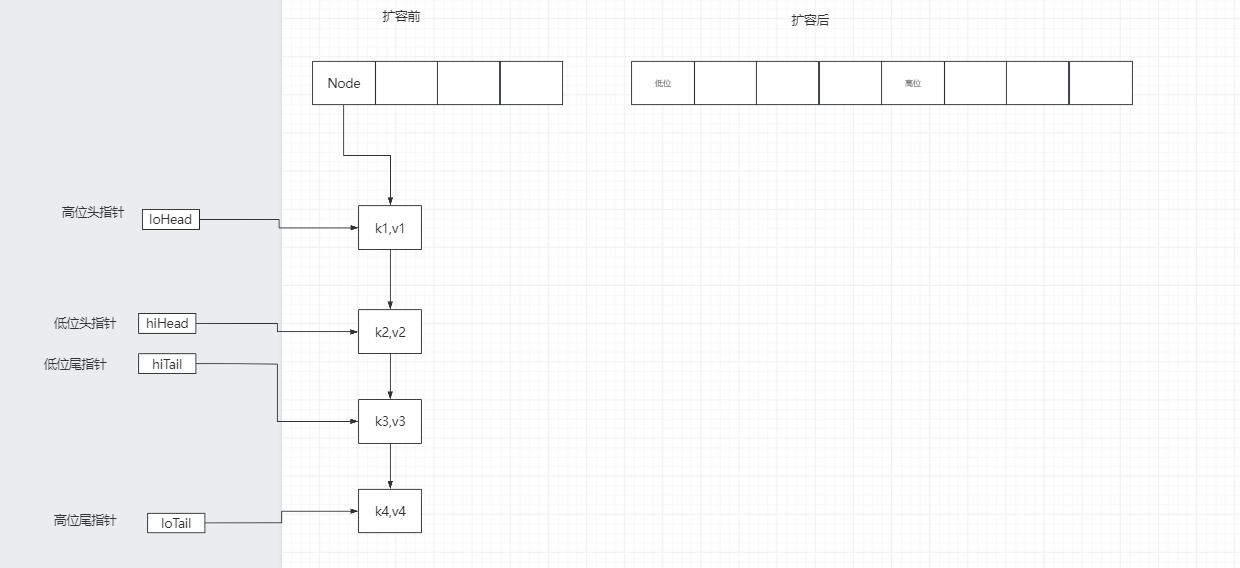 扩容前
扩容后
Node
低位
高位
高位头指针
loHead
k1,v1
低位头指针
hiHead
k2,v2
低位尾指针
hiTail
k3,v3
高位尾指针
loTail
k4,v4